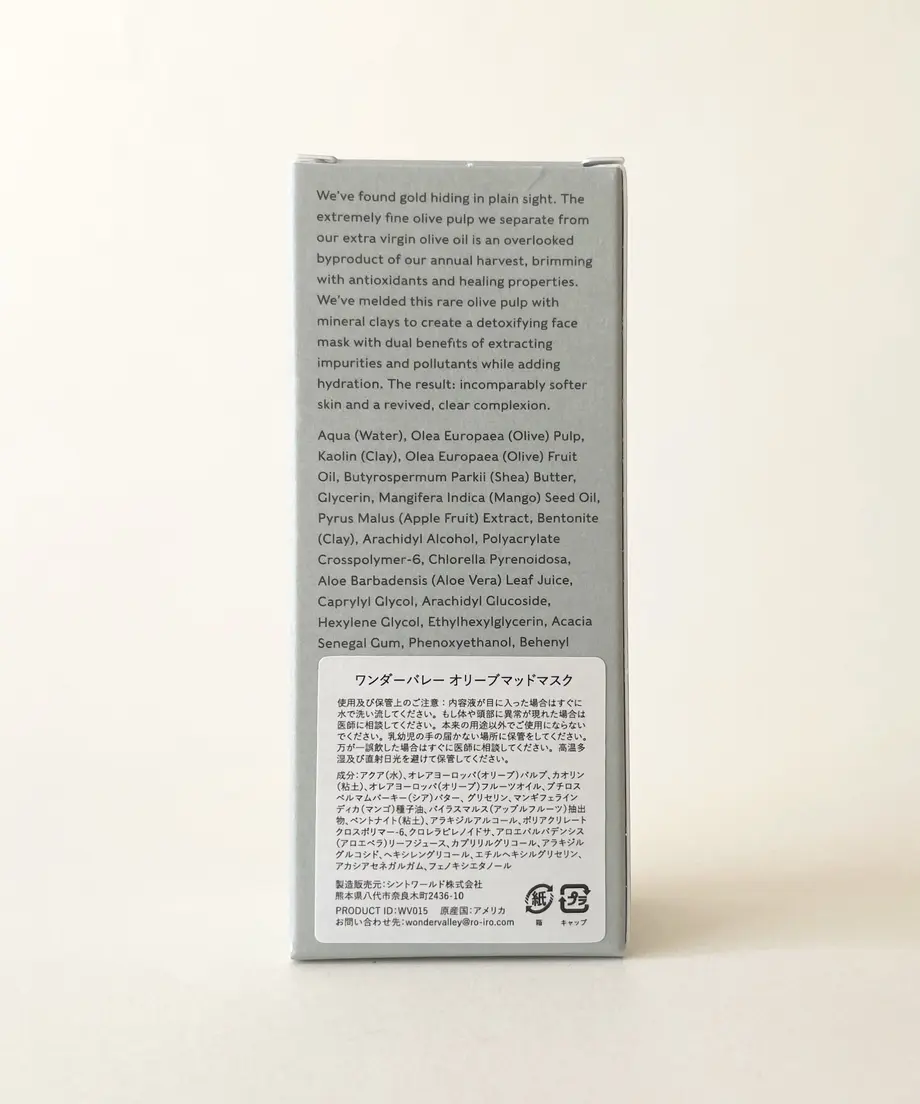 We've found gold hiding in plain sight. The
extremely fine olive pulp we separate from
our extra virgin olive oil is an overlooked
byproduct of our annual harvest, brimming
with antioxidants and healing properties.
We've melded this rare olive pulp with
mineral clays to create a detoxifying face
mask with dual benefits of extracting
impurities and pollutants while adding
hydration. The result: incomparably softer
skin and a revived, clear complexion.
Aqua (Water), Olea Europaea (Olive) Pulp,
Kaolin (Clay), Olea Europaea (Olive) Fruit
Oil, Butyrospermum Parkii (Shea) Butter,
Glycerin, Mangifera Indica (Mango) Seed Oil,
Pyrus Malus (Apple Fruit) Extract, Bentonite
(Clay), Arachidyl Alcohol, Polyacrylate
Crosspolymer-6, Chlorella Pyrenoidosa,
Aloe Barbadensis (Aloe Vera) Leaf Juice,
Caprylyl Glycol, Arachidyl Glucoside,
Hexylene Glycol, Ethylhexylglycerin, Acacia
Senegal Gum, Phenoxyethanol, Behenyl
ワンダーバレー オリーブマッドマスク
使用及び保管上のご注意：内容液が目に入った場合はすぐに
水で洗い流してください。もし体や頭部に異常が現れた場合は
医師に相談してください。本来の用途以外でご使用にならない
でください。乳幼児の手の届かない場所に保管をしてください。
万が一誤飲した場合はすぐに医師に相談してください。高温多
湿及び直射日光を避けて保管してください。
成分：アクア(水)、オレアヨーロッパ(オリーブ)パルプ、カオリン
(粘土)、オレアヨーロッパ(オリーブ)フルーツオイル、ブチロス
ペルマムパーキー(シア)バター、グリセリン、マンギフェライン
ディカ(マンゴ)種子油、パイラスマルス(アップルフルーツ)抽出
物、ベントナイト(粘土)、アラキジルアルコール、ポリアクリレート
クロスポリマー-6、クロレラピレノイドサ、アロエバルバデンシス
(アロエベラ)リーフジュース、カプリリルグリコール、アラキジル
グルコシド、ヘキシレングリコール、エチルヘキシルグリセリン、
アカシアセネガルガム、フェノキシエタノール
製造販売元：シントワールド株式会社
熊本県八代市奈良木町2436-10
PRODUCT ID：WV015 原産国：アメリカ
お問い合わせ先：wondervalley@ro-iro.com
紙 プラ
箱 キャップ